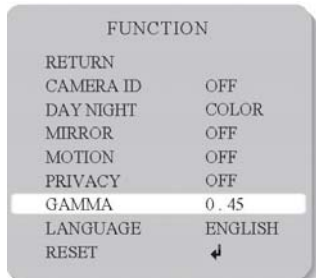 FUNCTION
RETURN
CAMERA ID OFF
DAY NIGHT COLOR
MIRROR OFF
MOTION OFF
PRIVACY OFF
GAMMA 0 . 45
LANGUAGE ENGLISH
RESET ↲